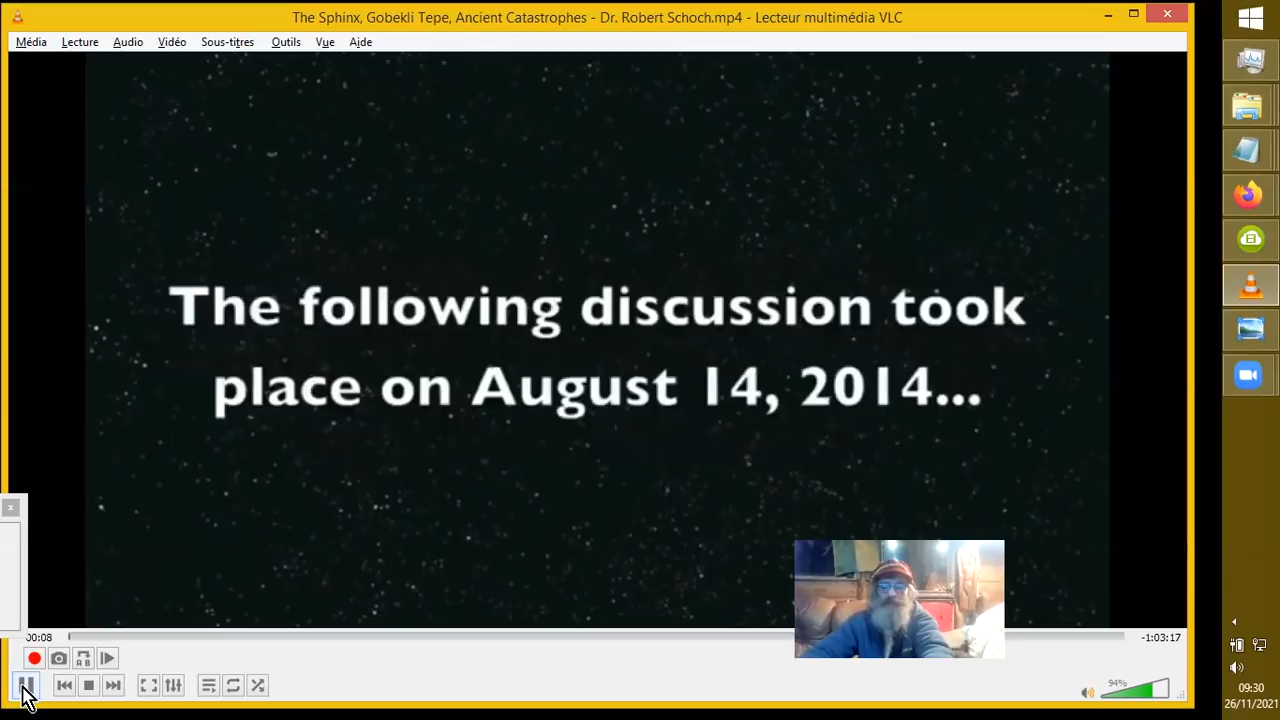 The Sphinx, Gobekli Tepe, Ancient Catastrophes - Dr. Robert Schoch.mp4 - Lecteur multimédia VLC
Média Lecture Audio Vidéo Sous-titres Outils Vue Aide
The following discussion took
place on August 14, 2014...
00:08 -1:03:17
94%
09:30
26/11/2021